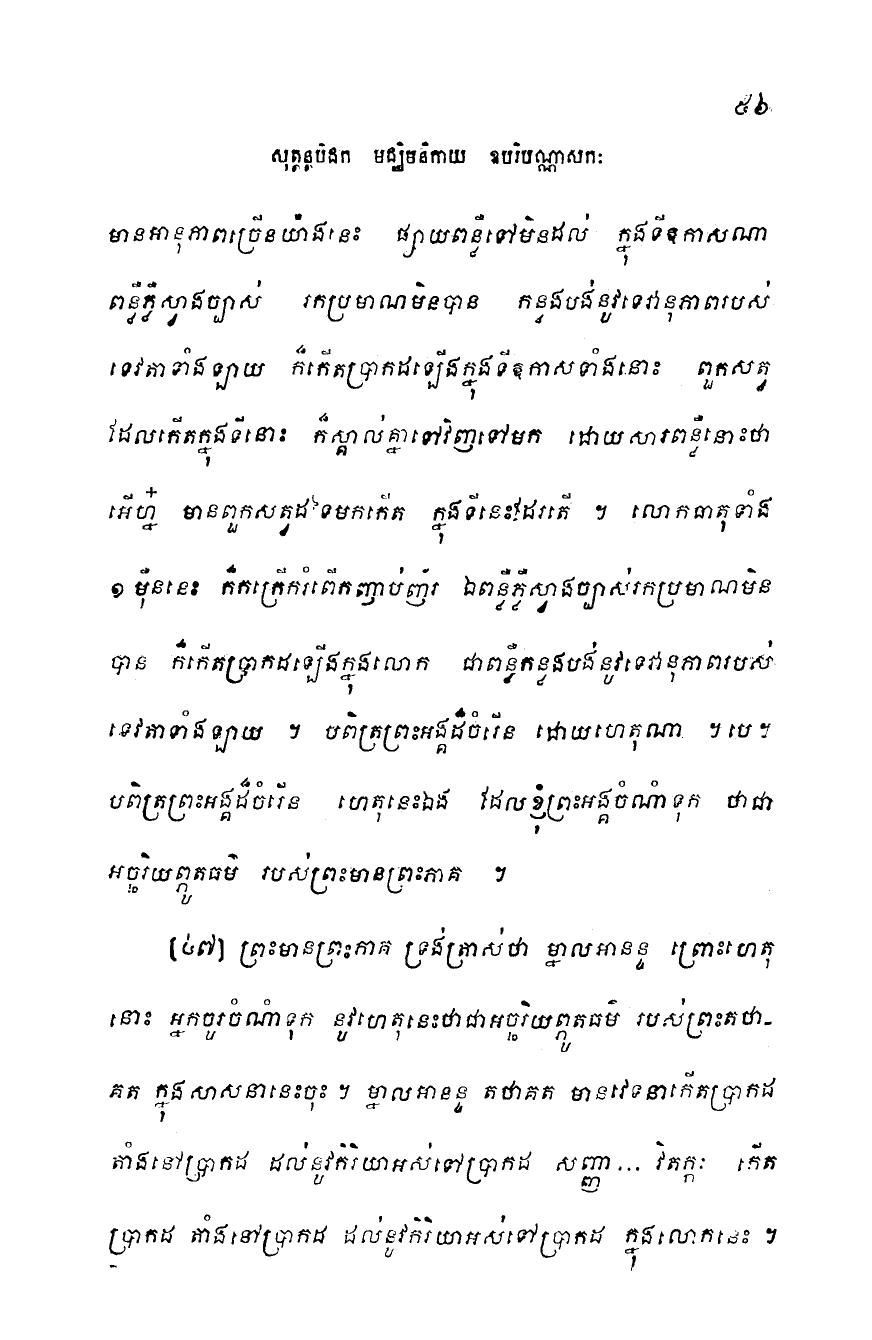 ៥៦
សុត្តន្តបិដក មជ្ឈិមនិកាយ ឧបរិបណ្ណាសកៈ
មានអានុភាពច្រើនយ៉ាងនេះ ផ្សាយពន្លឺទៅមិនដល់ ក្នុងទីឱកាសណា
ពន្លឺភ្លឺស្វាងច្បាស់ រកប្រមាណមិនបាន កន្លងបង់នូវទេវានុភាពរបស់
ទេវតាទាំងឡាយ ក៏កើតប្រាកដឡើងក្នុងទីឱកាសទាំងនោះ ពួកសត្វ
ដែលកើតក្នុងទីនោះ ក៏ស្គាល់គ្នាទៅវិញទៅមក ដោយសារពន្លឺនោះថា
អើហ្ន៎ មានពួកសត្វដទៃមកកើត ក្នុងទីនេះដែរតើ ។ លោកធាតុទាំង
១ ម៉ឺននេះ ក៏កក្រើករំពើកញាប់ញ័រ ឯពន្លឺភ្លឺស្វាងច្បាស់រកប្រមាណមិន
បាន ក៏កើតប្រាកដឡើងក្នុងលោក ជាពន្លឺកន្លងបង់នូវទេវានុភាពរបស់
ទេវតាទាំងឡាយ ។ បពិត្រព្រះអង្គដ៏ចំរើន ដោយហេតុណា ។ បេ ។
បពិត្រព្រះអង្គដ៏ចំរើន ហេតុនេះឯង ដែលខ្ញុំព្រះអង្គចំណាំទុក ថាជា
អច្ឆរិយព្ភូតធម៌ របស់ព្រះមានព្រះភាគ ។
[៤៧] ព្រះមានព្រះភាគ ទ្រង់ត្រាស់ថា ម្នាលអានន្ទ ព្រោះហេតុ
នោះ អ្នកចូរចំណាំទុក នូវហេតុនេះថាជាអច្ឆរិយព្ភូតធម៌ របស់ព្រះតថា-
គត ក្នុងសាសនានេះចុះ ។ ម្នាលអានន្ទ តថាគត មានវេទនាកើតប្រាកដ
តាំងនៅប្រាកដ ដល់នូវកិរិយាអស់ទៅប្រាកដ សញ្ញា ... វិតក្កៈ កើត
ប្រាកដ តាំងនៅប្រាកដ ដល់នូវកិរិយាអស់ទៅប្រាកដ ក្នុងលោកនេះ ។